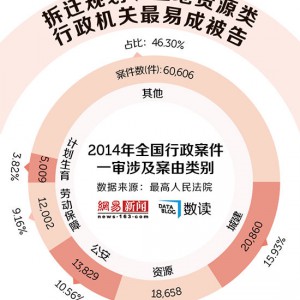 拆迁规划
源类
行政机关最易成被告
占比：46.30%
案件数(件)：60,606
其他
2014年全国行政案件
一审涉及案由类别
数据来源：最高人民法院
網易 新闻
news·163·com
DATA BLOG
数读
计划生育
5,009
3.82%
劳动保障
12,002
9.16%
公安
13,829
10.56%
资源
18,658
城建
20,860
15.93%